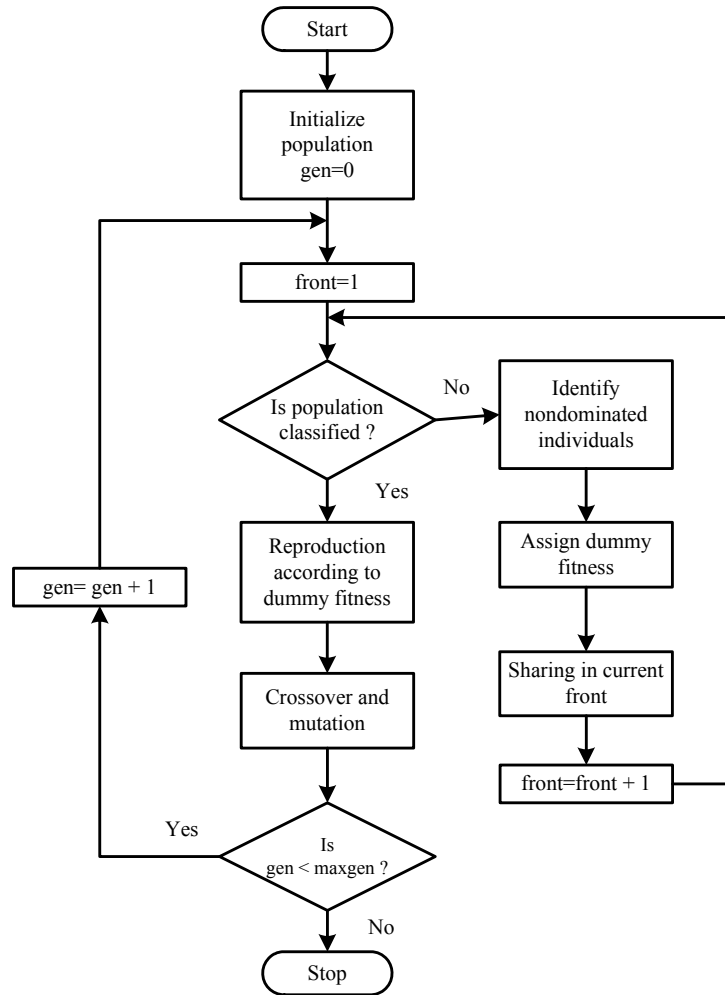 Start
Initialize
population
gen=0
front=1
Is population
classified ?
No
Identify
nondominated
individuals
Yes
Reproduction
according to
dummy fitness
Assign dummy
fitness
gen= gen + 1
Crossover and
mutation
Sharing in current
front
front=front + 1
Is
gen < maxgen ?
Yes
No
Stop